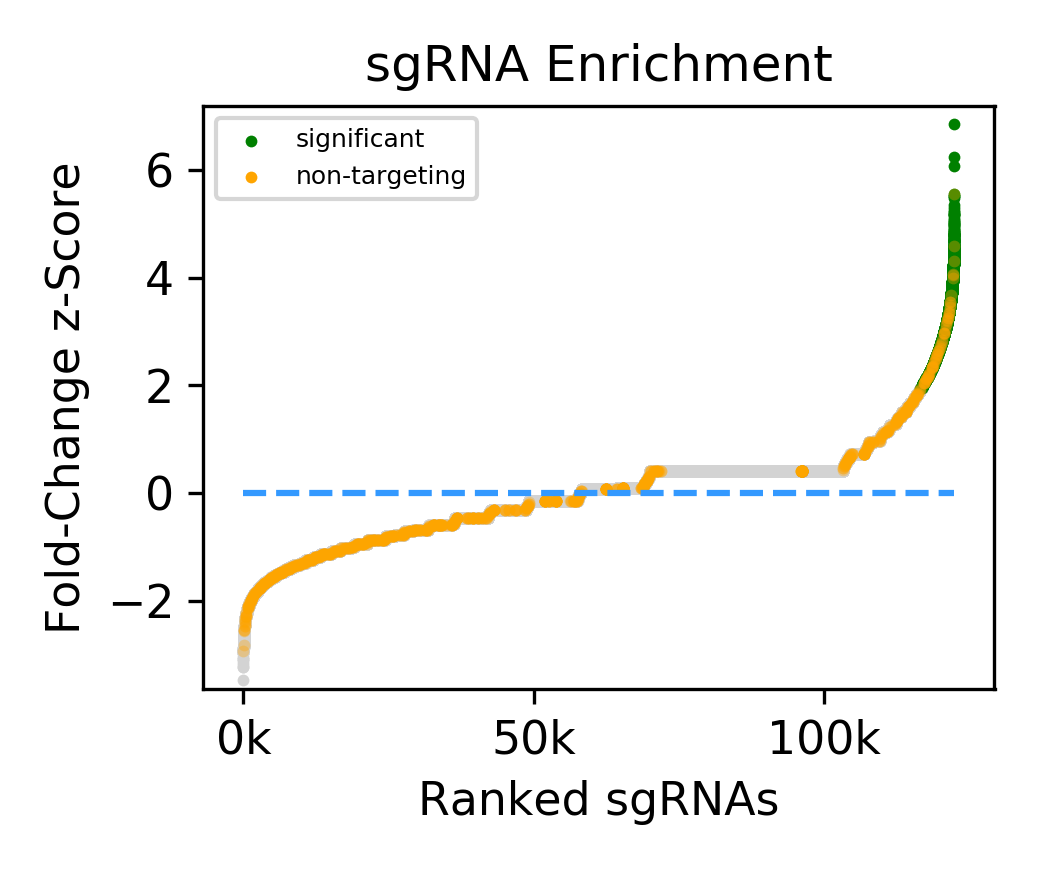 sgRNA Enrichment
significant
non-targeting
Fold-Change z-Score
6
4
2
0
−2
0k
50k
100k
Ranked sgRNAs